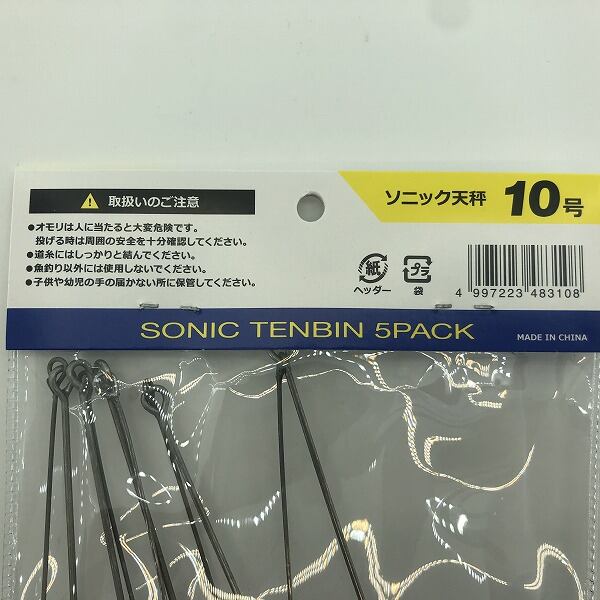 取扱いのご注意
●オモリは人に当たると大変危険です。
投げる時は周囲の安全を十分確認してください。
●道糸にはしっかりと結んでください。
●魚釣り以外には使用しないでください。
●子供や幼児の手の届かない所に保管してください。
ソニック天秤 10号
紙
ヘッダー
プラ
袋
4 997223 483108
SONIC TENBIN 5PACK
MADE IN CHINA